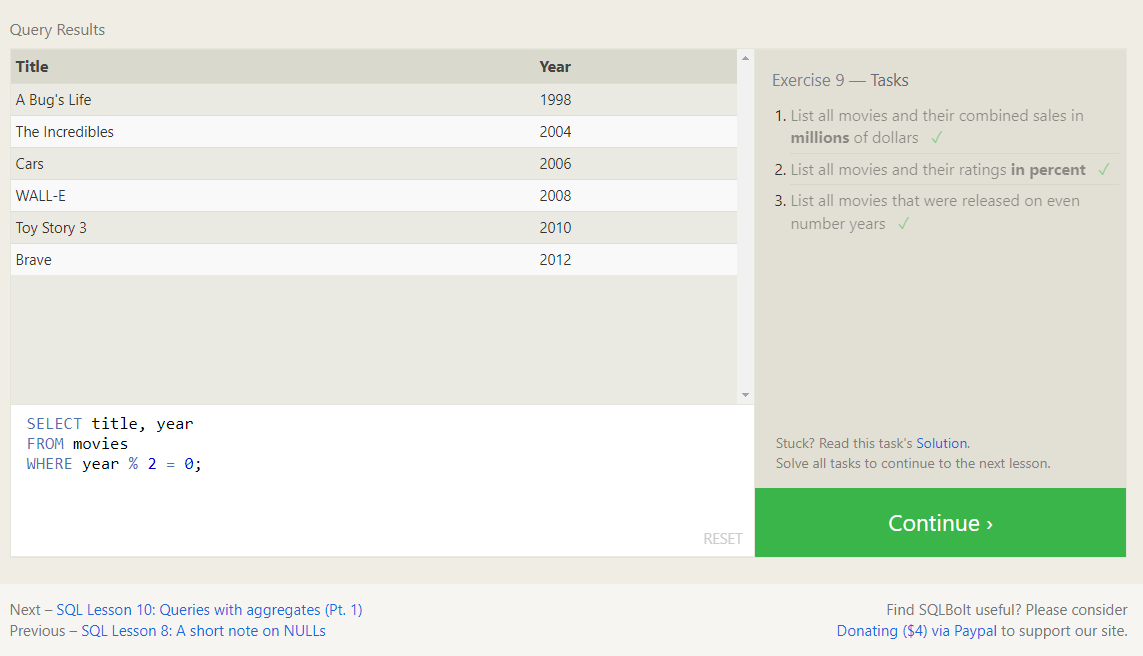 Query Results
Title Year
A Bug's Life 1998
The Incredibles 2004
Cars 2006
WALL-E 2008
Toy Story 3 2010
Brave 2012
SELECT title, year
FROM movies
WHERE year % 2 = 0;
RESET
Exercise 9 — Tasks
1. List all movies and their combined sales in
millions of dollars ✓
2. List all movies and their ratings in percent ✓
3. List all movies that were released on even
number years ✓
Stuck? Read this task's Solution.
Solve all tasks to continue to the next lesson.
Continue ›
Next – SQL Lesson 10: Queries with aggregates (Pt. 1)
Previous – SQL Lesson 8: A short note on NULLs
Find SQLBolt useful? Please consider
Donating ($4) via Paypal to support our site.